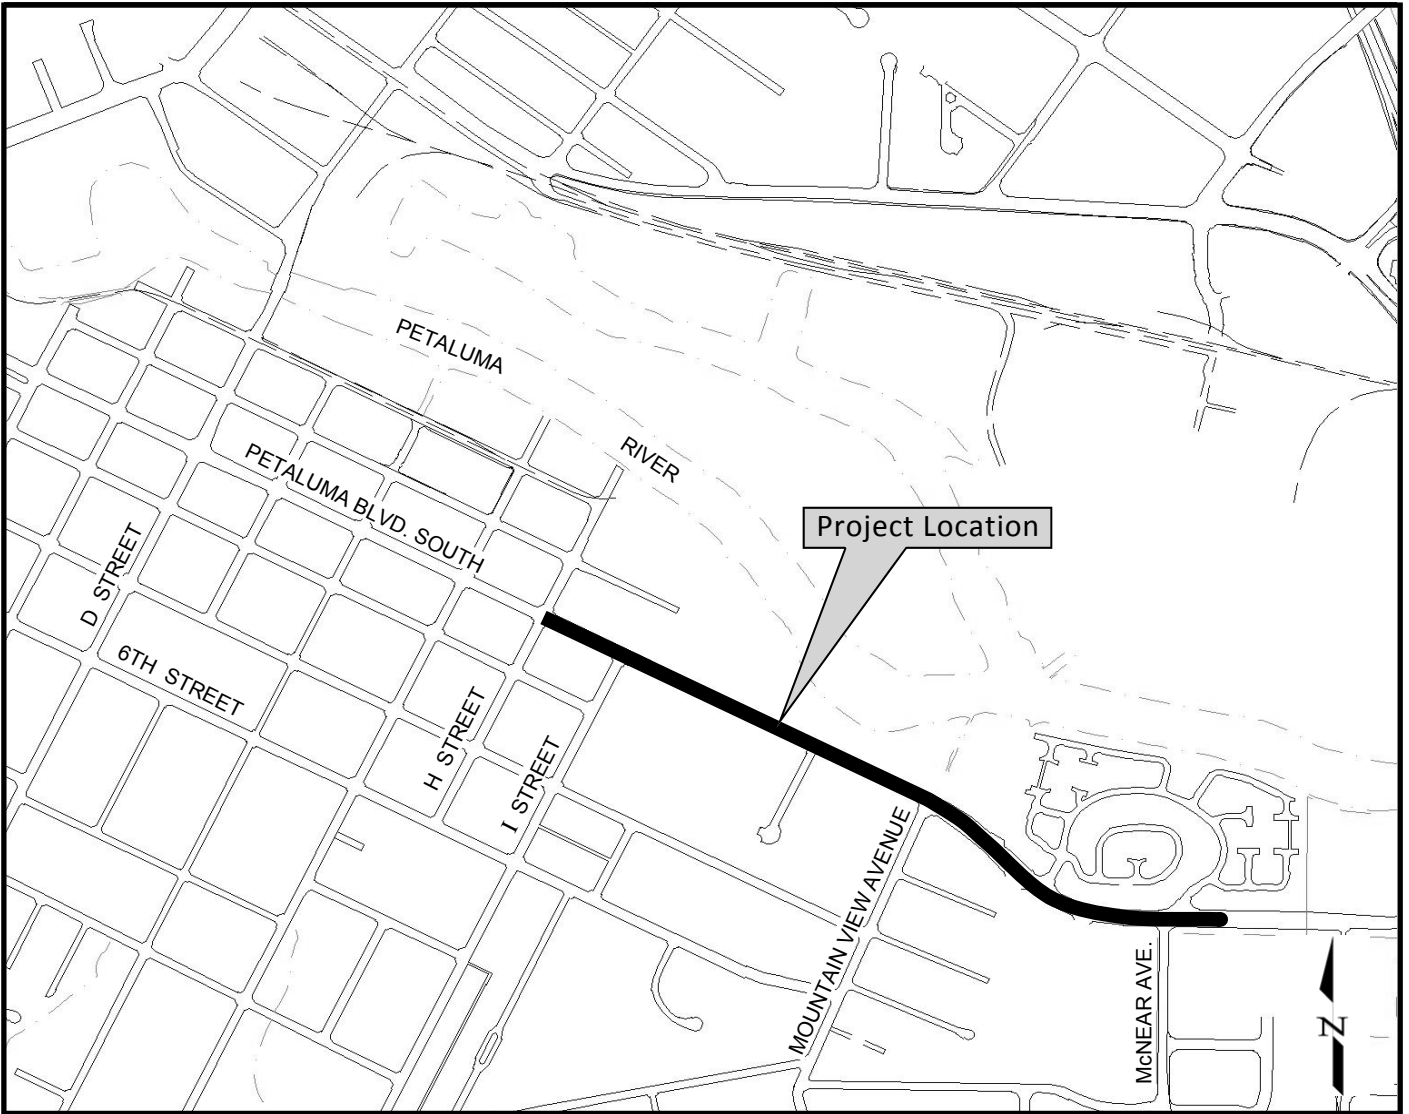 PETALUMA
RIVER
PETALUMA BLVD. SOUTH
Project Location
D STREET
6TH STREET
H STREET
I STREET
MOUNTAIN VIEW AVENUE
McNEAR AVE.
N